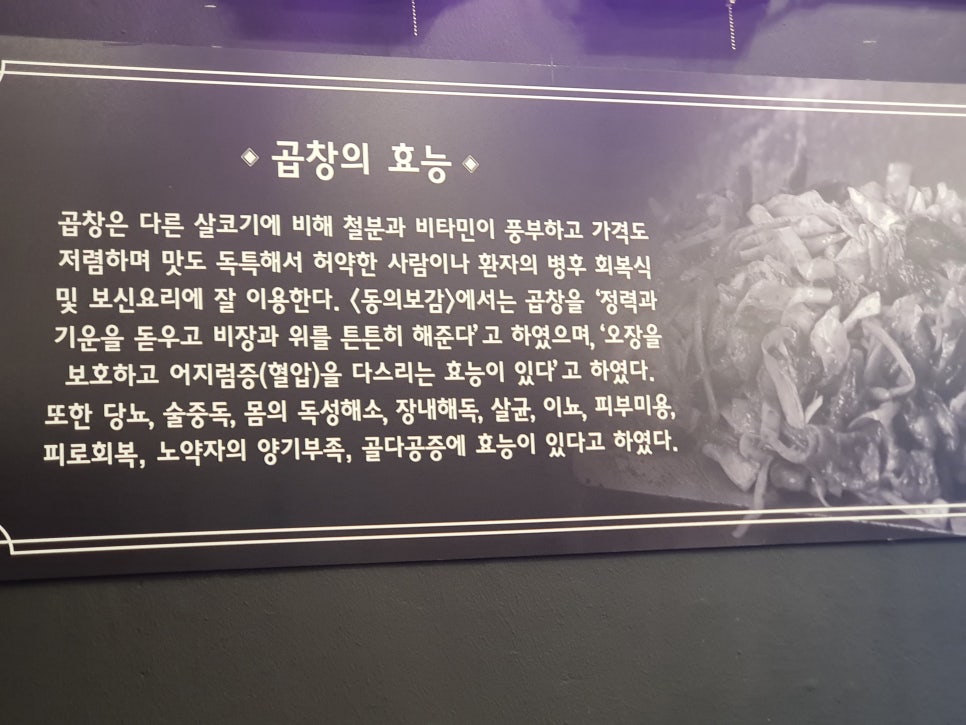 ◈ 곱창의 효능 ◈
곱창은 다른 살코기에 비해 철분과 비타민이 풍부하고 가격도
저렴하며 맛도 독특해서 허약한 사람이나 환자의 병후 회복식
및 보신요리에 잘 이용한다. <동의보감>에서는 곱창을 '정력과
기운을 돋우고 비장과 위를 튼튼히 해준다'고 하였으며, '오장을
보호하고 어지럼증(혈압)을 다스리는 효능이 있다'고 하였다.
또한 당뇨, 술중독, 몸의 독성해소, 장내해독, 살균, 이뇨, 피부미용,
피로회복, 노약자의 양기부족, 골다공증에 효능이 있다고 하였다.